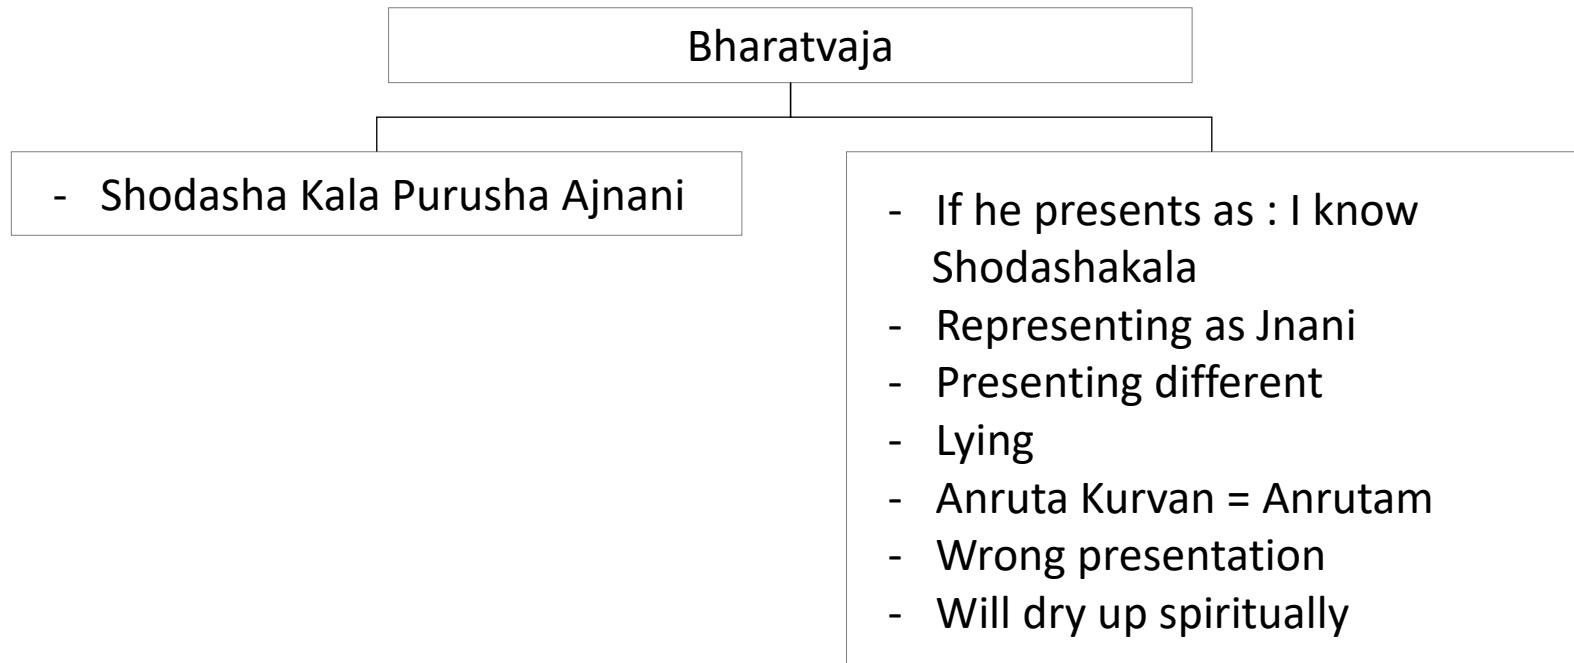 Bharatvaja
- Shodasha Kala Purusha Ajnani
- If he presents as : I know
Shodashakala
- Representing as Jnani
- Presenting different
- Lying
- Anruta Kurvan = Anrutam
- Wrong presentation
- Will dry up spiritually